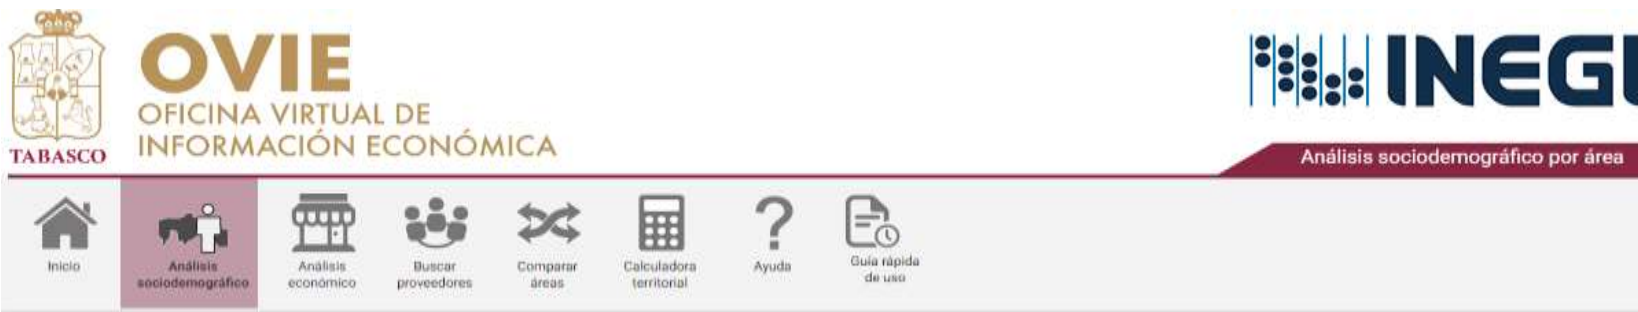 TABASCO
OVIE
OFICINA VIRTUAL DE
INFORMACIÓN ECONÓMICA
INEGI
Análisis sociodemográfico por área
Inicio
Análisis
sociodemográfico
Análisis
económico
Buscar
proveedores
Comparar
áreas
Calculadora
territorial
Ayuda
Guía rápida
de uso